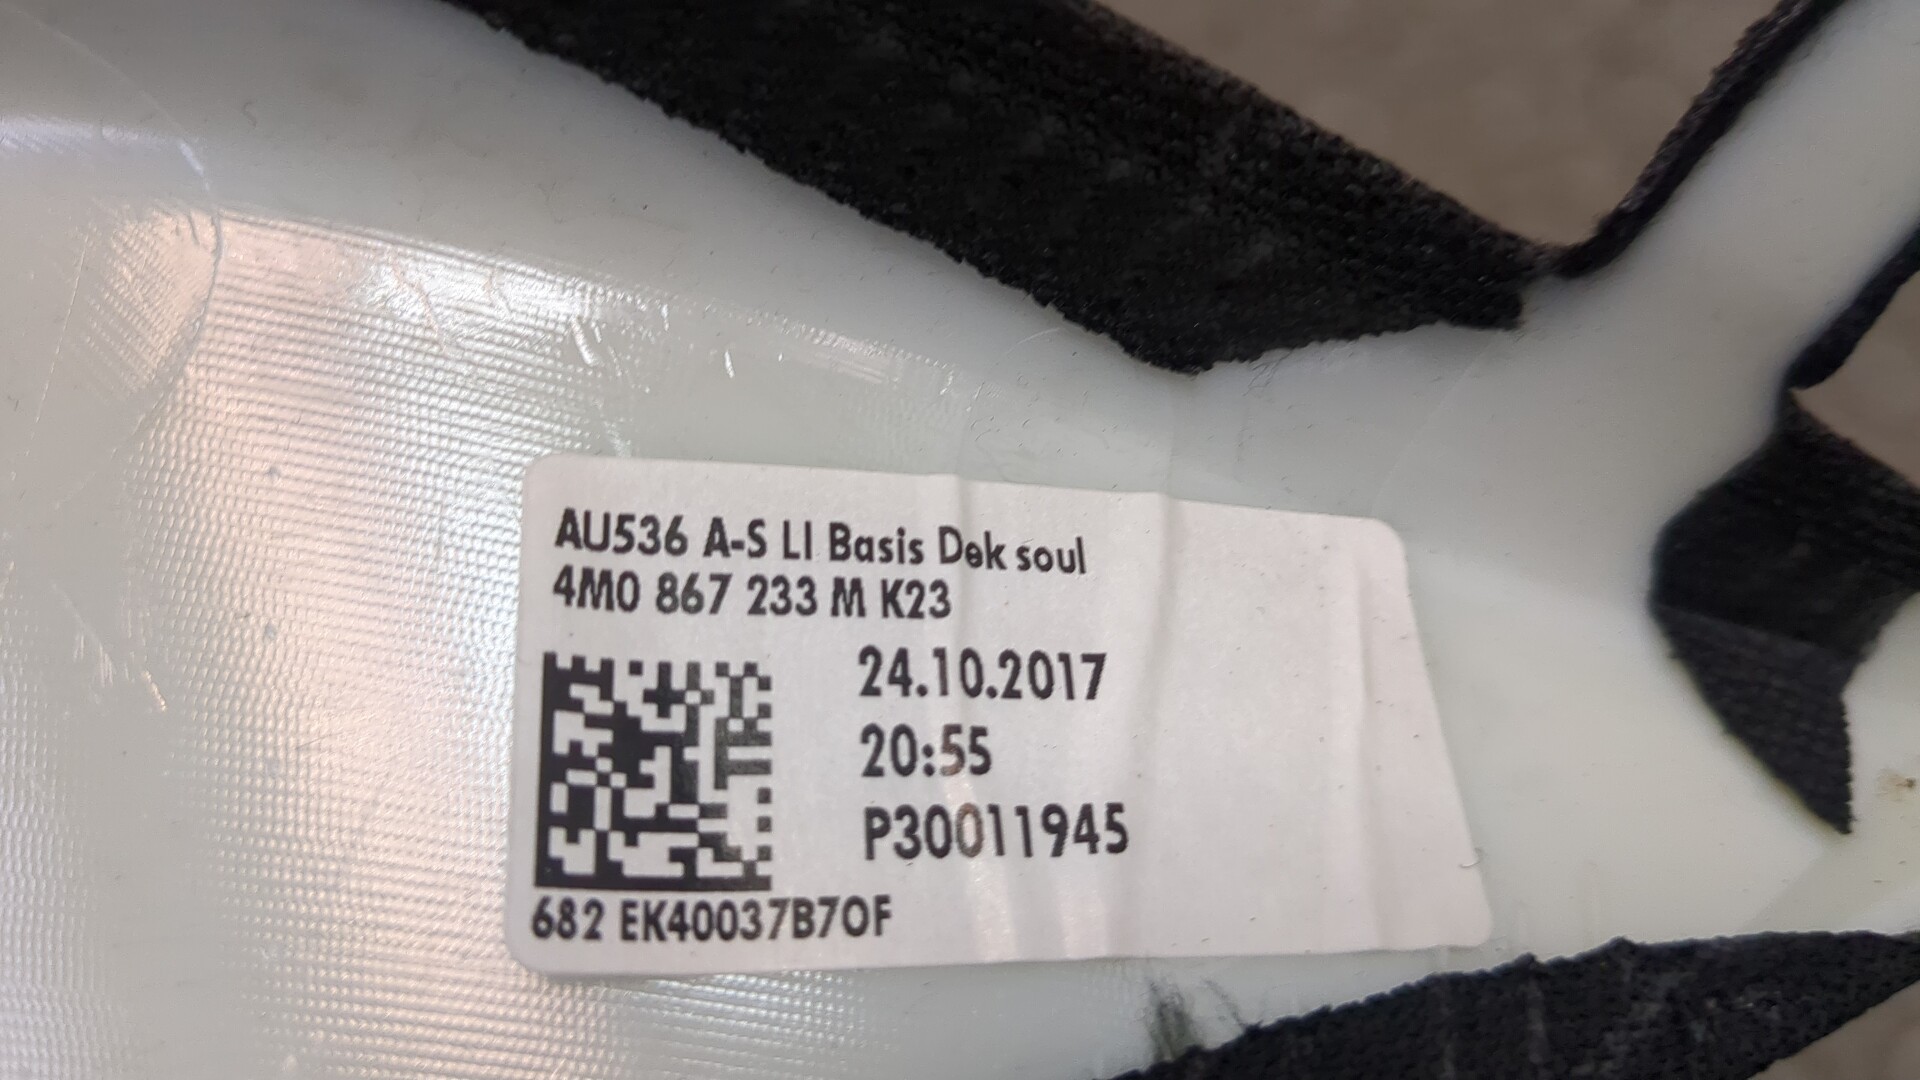 AU536 A-S LI Basis Dek soul
4M0 867 233 M K23
24.10.2017
20:55
P30011945
682 EK40037B7OF